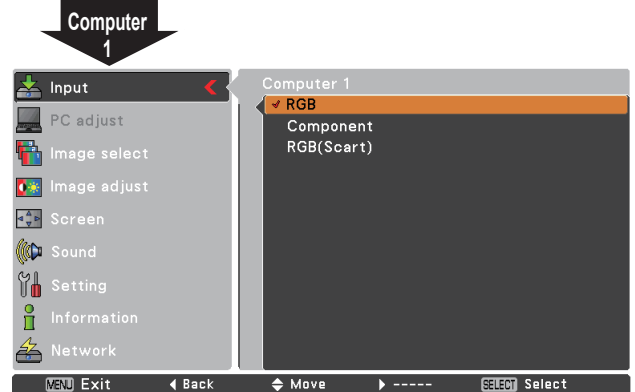 Computer
1
Input
PC adjust
Image select
Image adjust
Screen
Sound
Setting
Information
Network
Computer 1
RGB
Component
RGB(Scart)
MENU Exit Back Move ----- SELECT Select